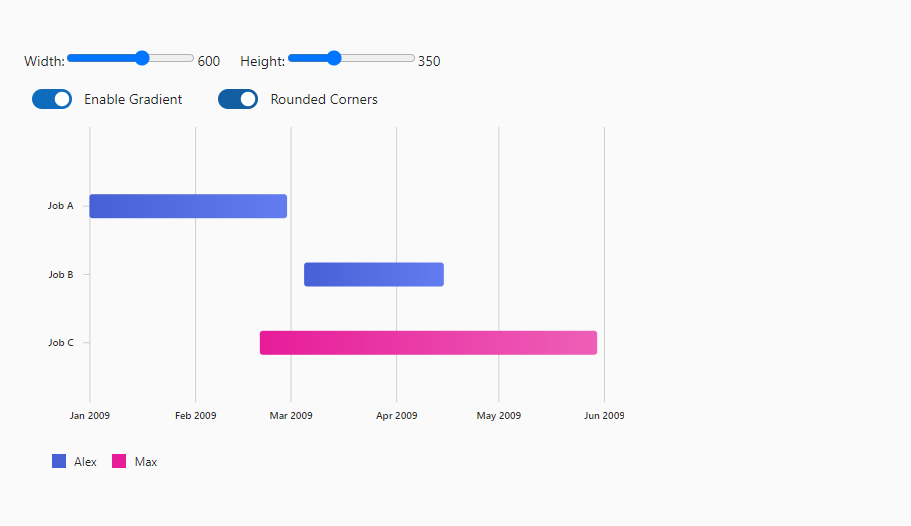 Width: 600 Height: 350
Enable Gradient Rounded Corners
Job A
Job B
Job C
Jan 2009 Feb 2009 Mar 2009 Apr 2009 May 2009 Jun 2009
Alex Max